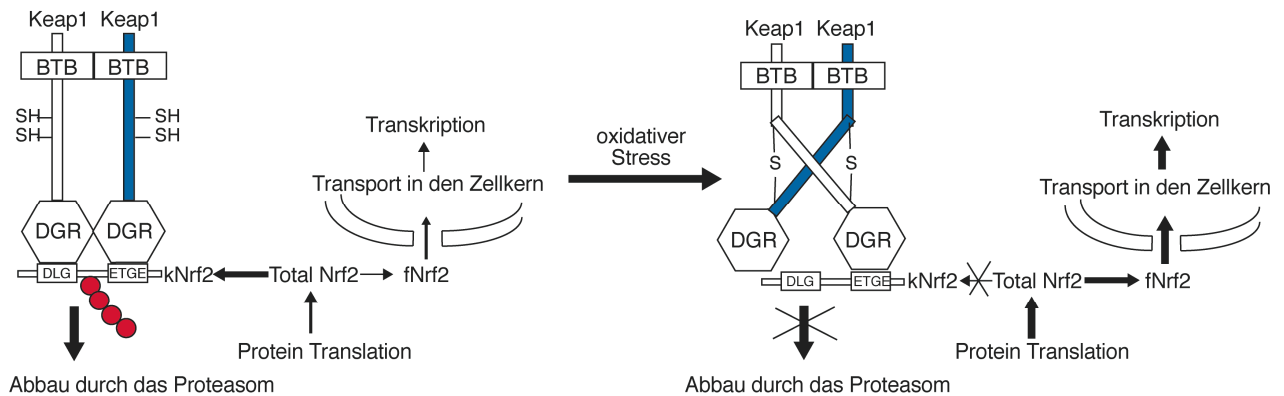 Keap1 Keap1
BTB BTB
SH SH
SH SH
DGR DGR
DLG ETGE kNrf2 Total Nrf2 fNrf2
Transkription
Transport in den Zellkern
Protein Translation
Abbau durch das Proteasom
oxidativer
Stress
Keap1 Keap1
BTB BTB
S S
DGR DGR
DLG ETGE kNrf2 Total Nrf2 fNrf2
Transkription
Transport in den Zellkern
Protein Translation
Abbau durch das Proteasom